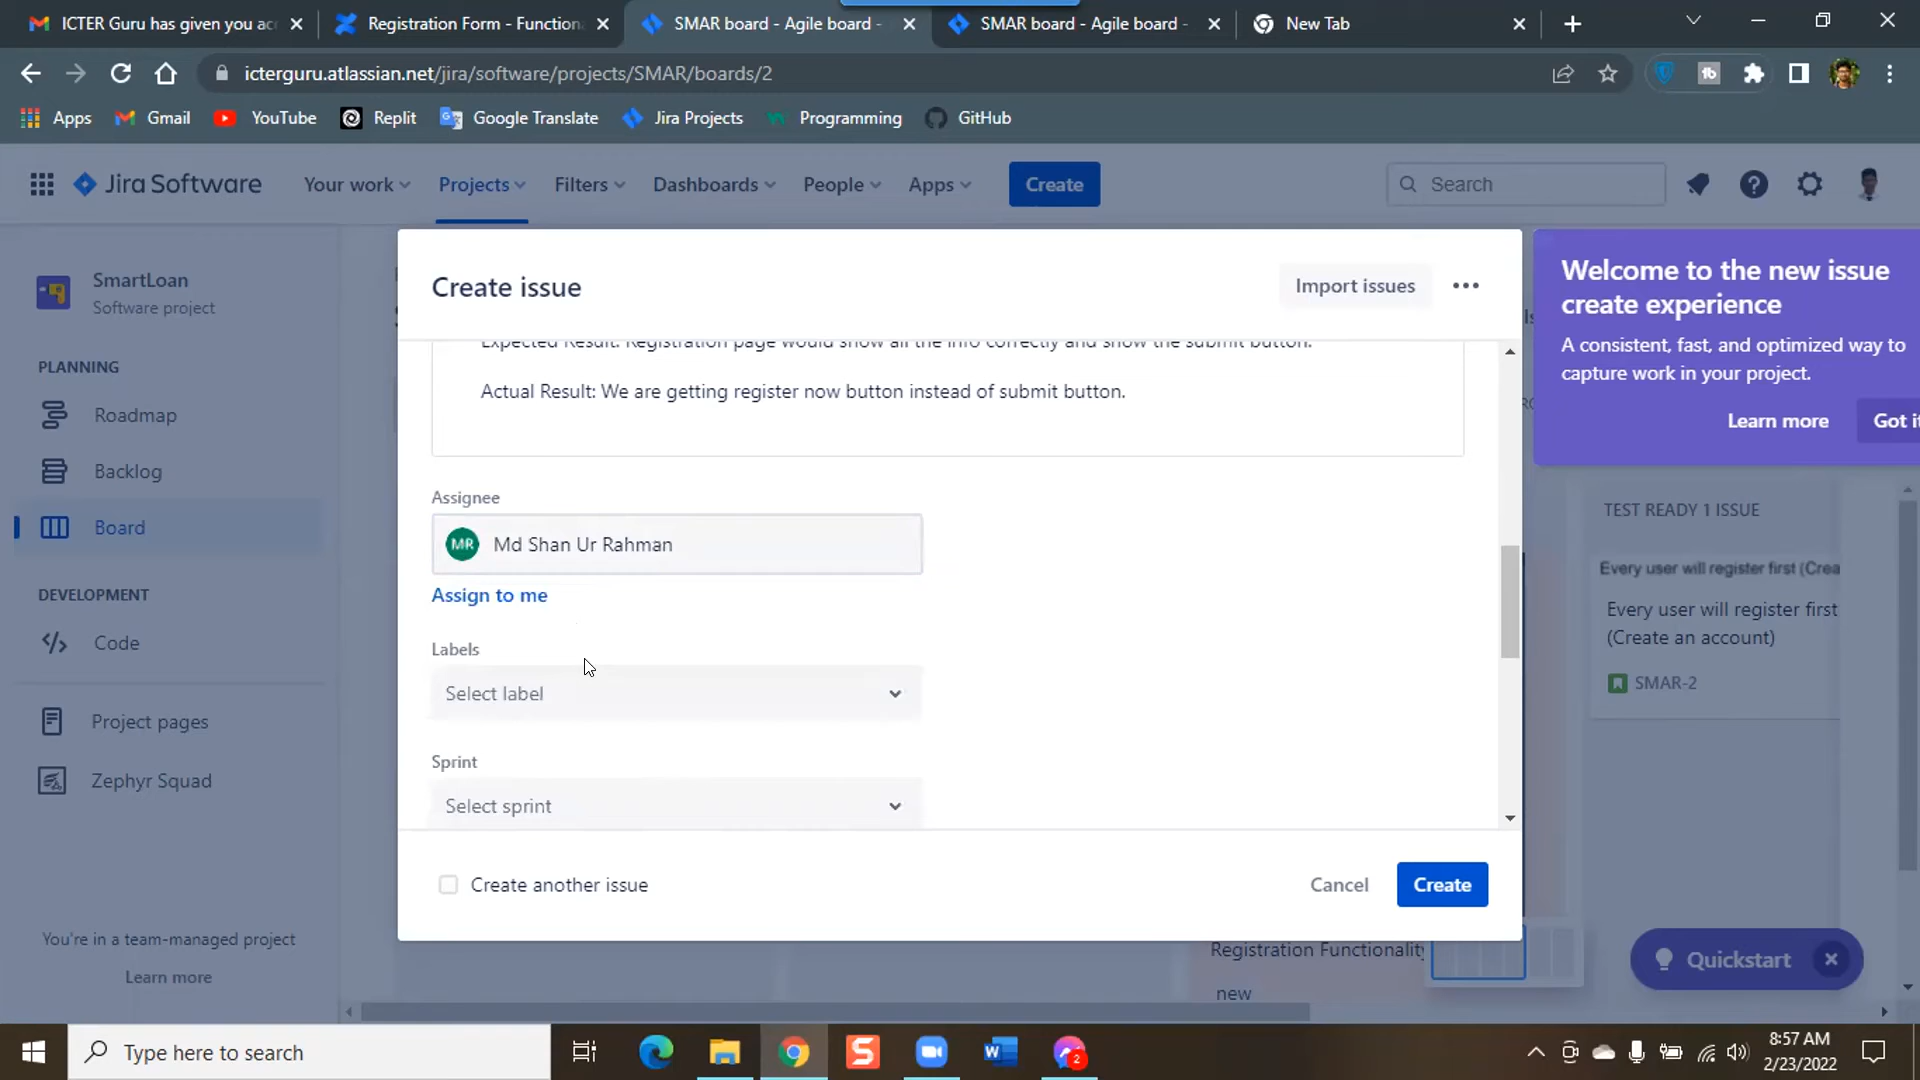 ICTER Guru has given you acc
Registration Form - Functiona
SMAR board - Agile board -
SMAR board - Agile board -
New Tab
icterguru.atlassian.net/jira/software/projects/SMAR/boards/2
Apps
Gmail
YouTube
Replit
Google Translate
Jira Projects
Programming
GitHub
Jira Software
Your work
Projects
Filters
Dashboards
People
Apps
Create
Search
SmartLoan
Software project
PLANNING
Roadmap
Backlog
Board
DEVELOPMENT
Code
Project pages
Zephyr Squad
You're in a team-managed project
Learn more
Create issue
Import issues
Expected Result: Registration page would show all the info correctly and show the submit button.
Actual Result: We are getting register now button instead of submit button.
Assignee
MR
Md Shan Ur Rahman
Assign to me
Labels
Select label
Sprint
Select sprint
Create another issue
Cancel
Create
Welcome to the new issue
create experience
A consistent, fast, and optimized way to
capture work in your project.
Learn more
Got it
TEST READY 1 ISSUE
Every user will register first (Crea
Every user will register first
(Create an account)
SMAR-2
Registration Functionality
new
Quickstart
Type here to search
2
8:57 AM
2/23/2022